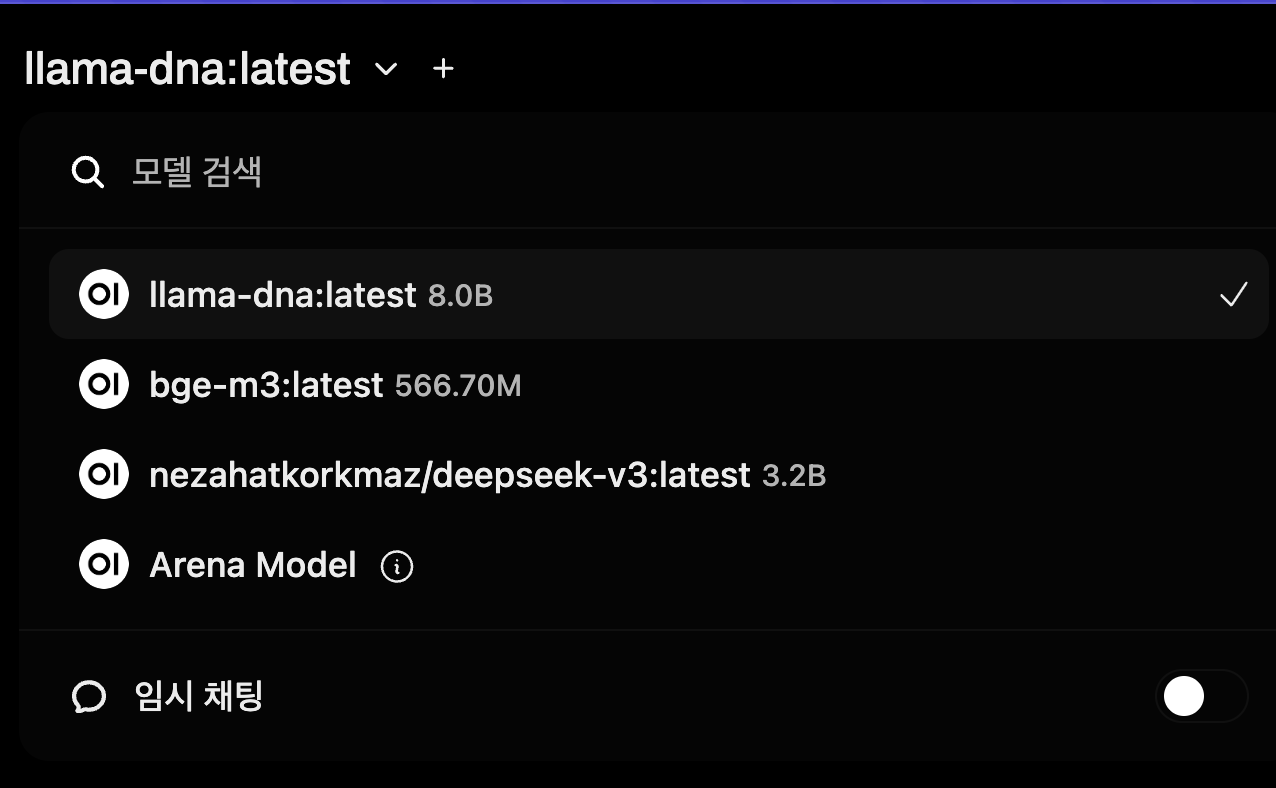 llama-dna:latest
모델 검색
OI llama-dna:latest 8.0B
OI bge-m3:latest 566.70M
OI nezahatkorkmaz/deepseek-v3:latest 3.2B
OI Arena Model
임시 채팅